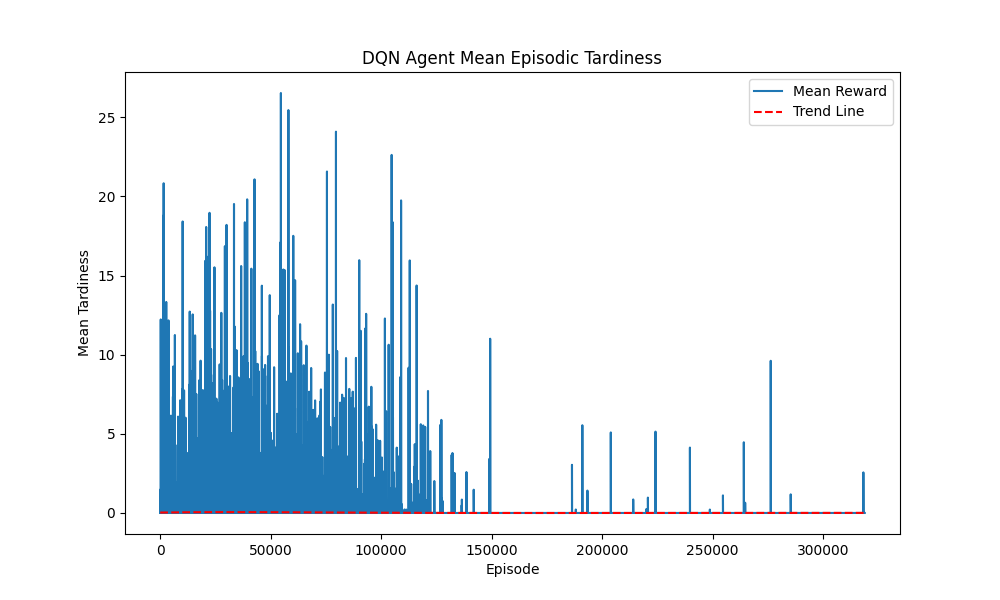 DQN Agent Mean Episodic Tardiness
Mean Reward
Trend Line
25
20
15
10
5
0
Mean Tardiness
0
50000
100000
150000
200000
250000
300000
Episode